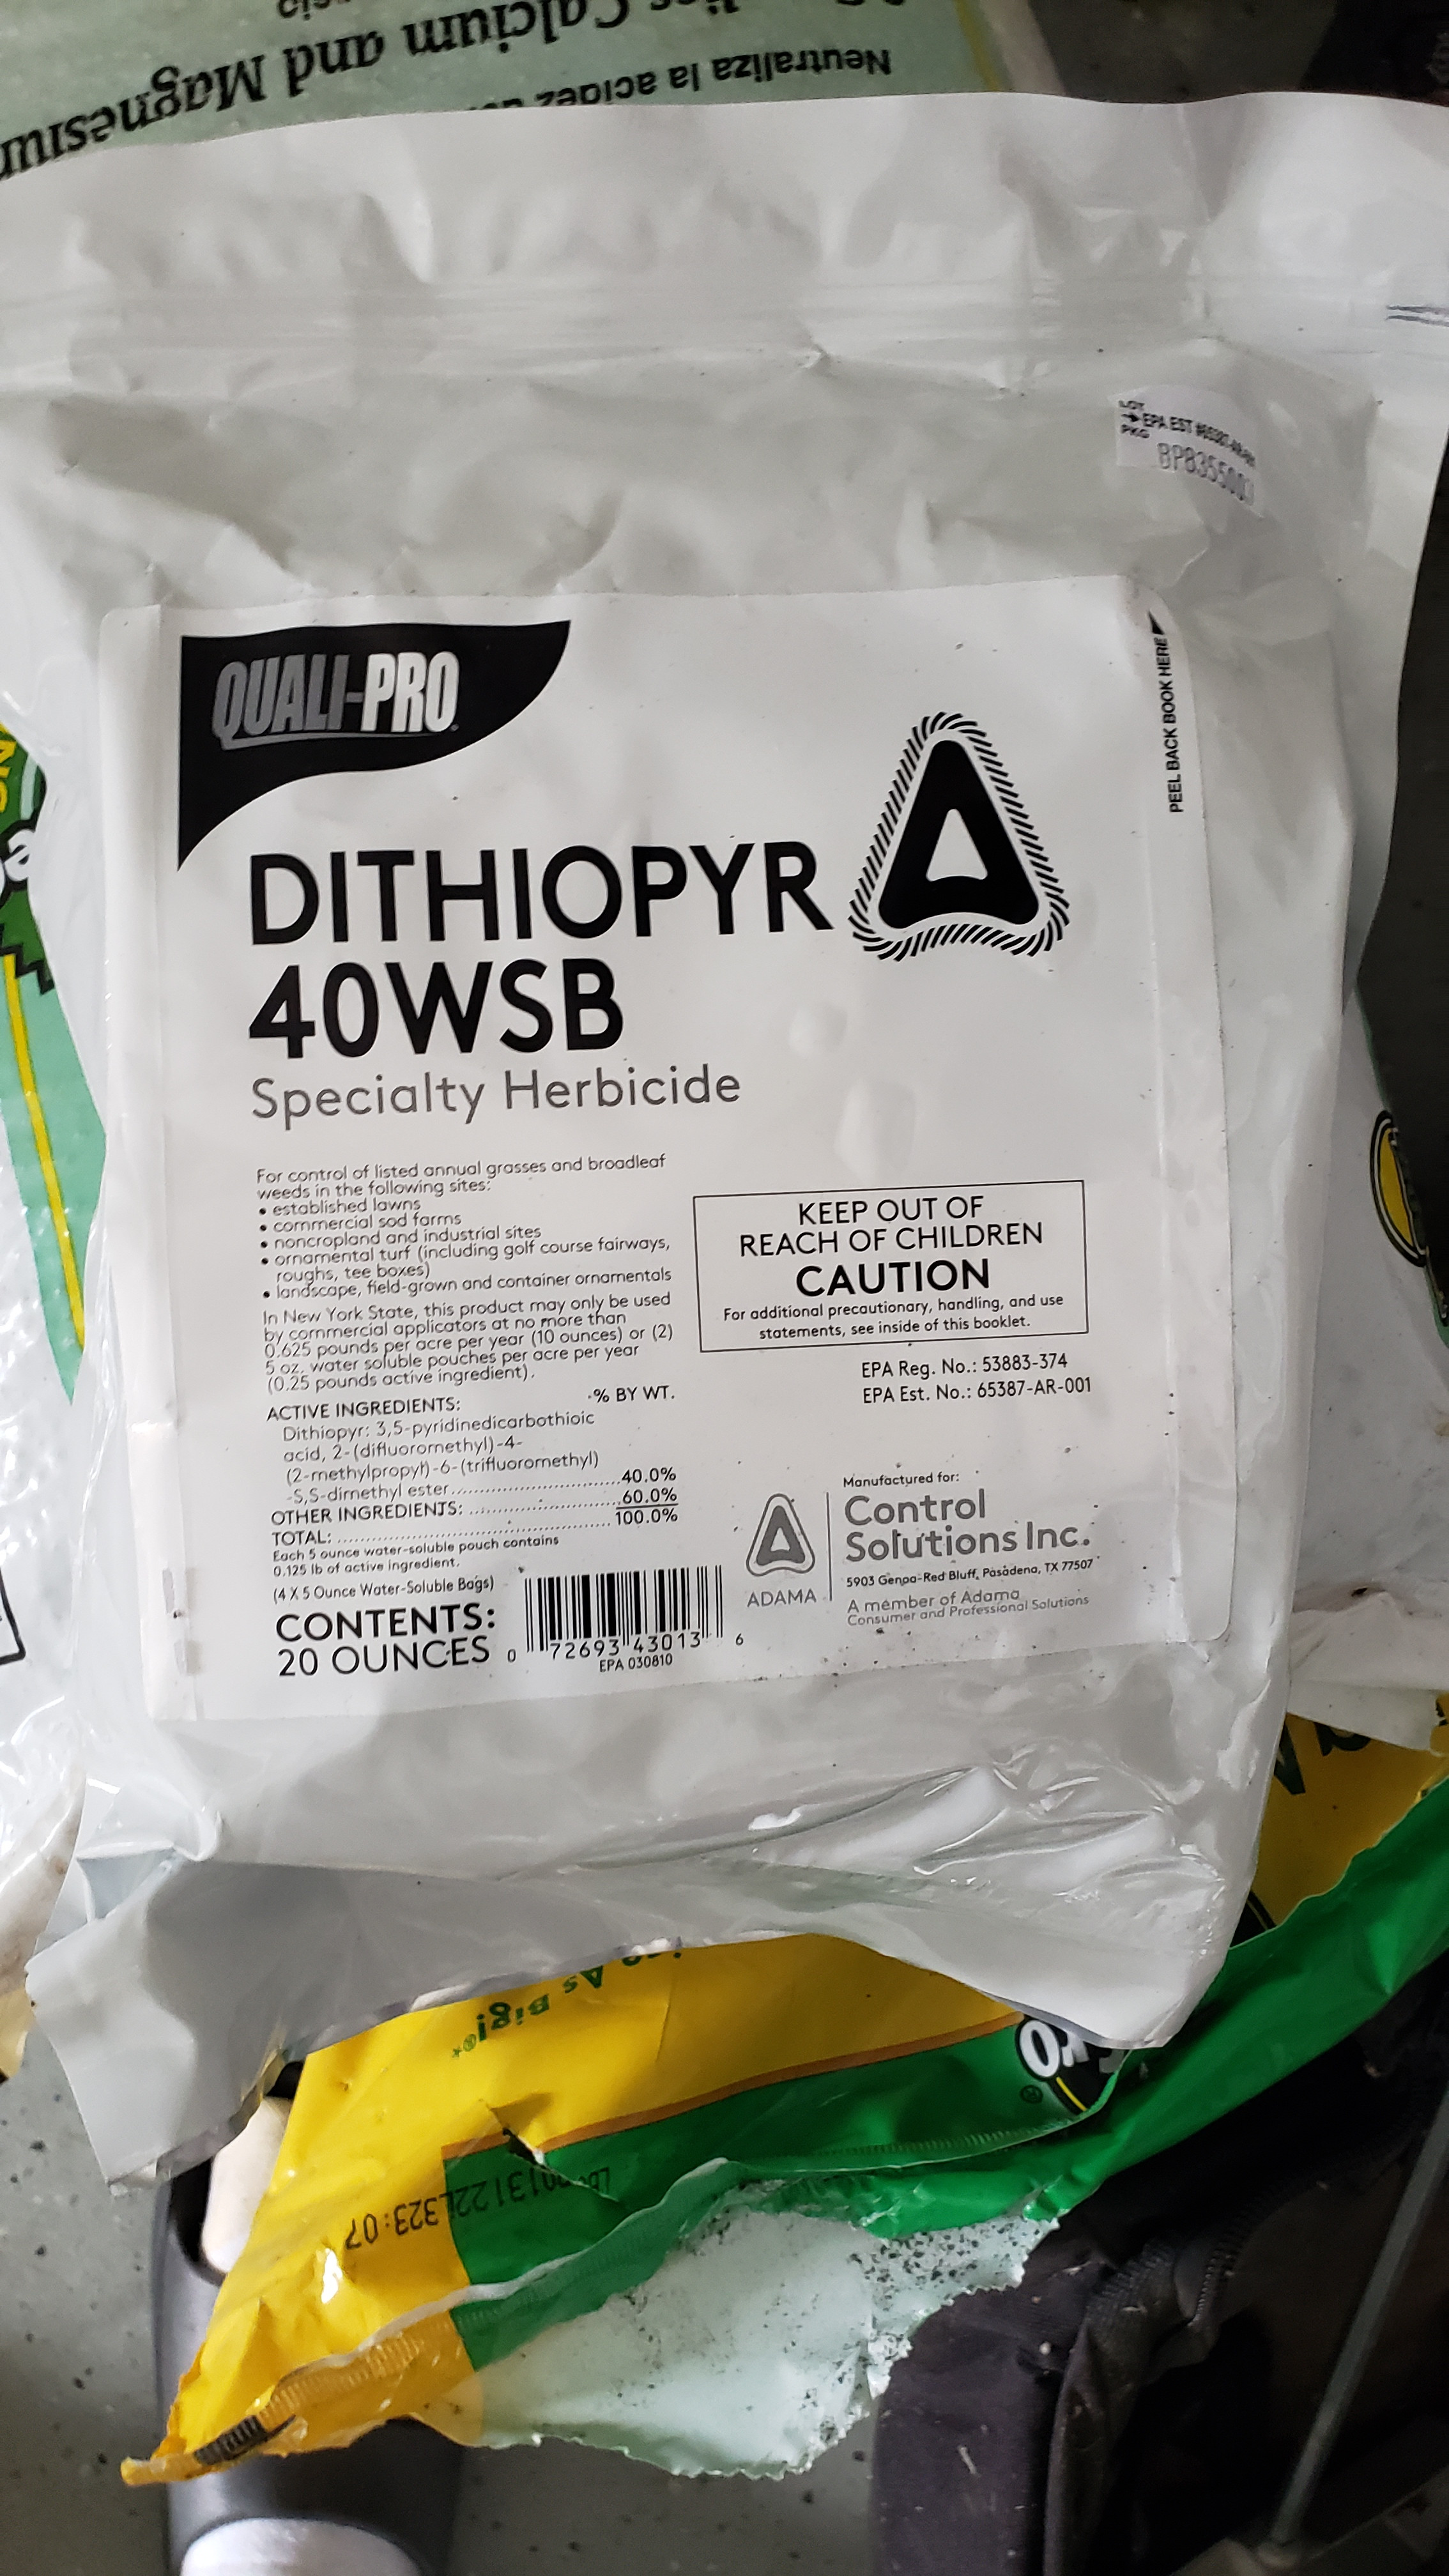 Calcium and Magnesium
Neutraliza la acidez
LOT
→EPA EST
PKG
QUALI-PRO
PEEL BACK BOOK HERE
DITHIOPYR
40WSB
Specialty Herbicide
For control of listed annual grasses and broadleaf
weeds in the following sites:
• established lawns
• commercial sod farms
• noncropland and industrial sites
• ornamental turf (including golf course fairways,
roughs, tee boxes)
• landscape, field-grown and container ornamentals
In New York State, this product may only be used
by commercial applicators at no more than
0.625 pounds per acre per year (10 ounces) or (2)
5 oz. water soluble pouches per acre per year
(0.25 pounds active ingredient).
ACTIVE INGREDIENTS: % BY WT.
Dithiopyr: 3,5-pyridinedicarbothioic
acid, 2-(difluoromethyl)-4-
(2-methylpropyl)-6-(trifluoromethyl)
-S,S-dimethyl ester 40.0%
OTHER INGREDIENTS: 60.0%
TOTAL: 100.0%
Each 5 ounce water-soluble pouch contains
0.125 lb of active ingredient.
(4 X 5 Ounce Water-Soluble Bags)
CONTENTS:
20 OUNCES
0 72693 43013 6
EPA 030810
KEEP OUT OF
REACH OF CHILDREN
CAUTION
For additional precautionary, handling, and use
statements, see inside of this booklet.
EPA Reg. No.: 53883-374
EPA Est. No.: 65387-AR-001
ADAMA
Manufactured for:
Control
Solutions Inc.
5903 Genoa-Red Bluff, Pasadena, TX 77507
A member of Adama
Consumer and Professional Solutions
As Big!